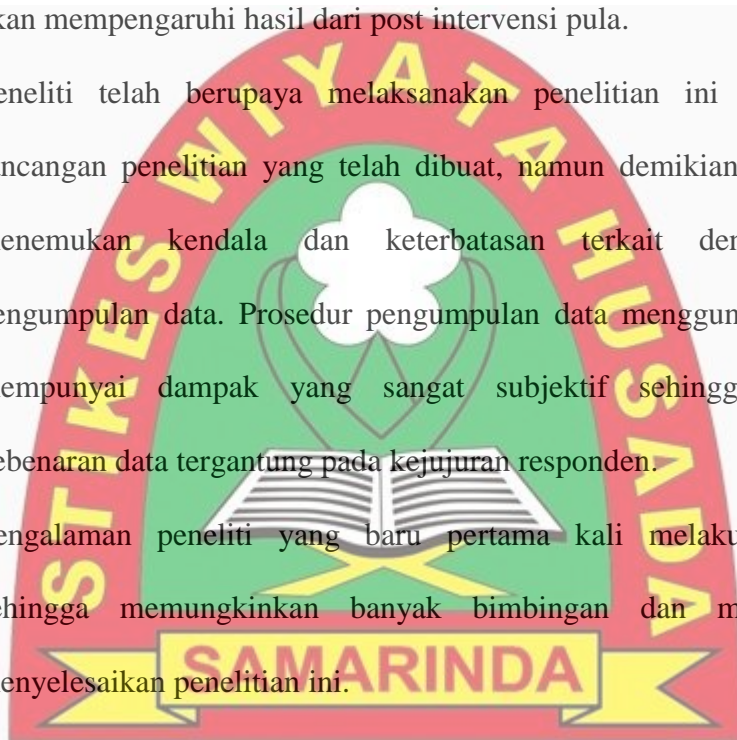 kan mempengaruhi hasil dari post intervensi pula.
eneliti telah berupaya melaksanakan penelitian ini
ancangan penelitian yang telah dibuat, namun demikian
enemukan kendala dan keterbatasan terkait den
engumpulan data. Prosedur pengumpulan data menggun
empunyai dampak yang sangat subjektif sehingg
ebenaran data tergantung pada kejujuran responden.
engalaman peneliti yang baru pertama kali melaku
ehingga memungkinkan banyak bimbingan dan m
enyelesaikan penelitian ini.
STIKES WIYATA HUSADA
SAMARINDA